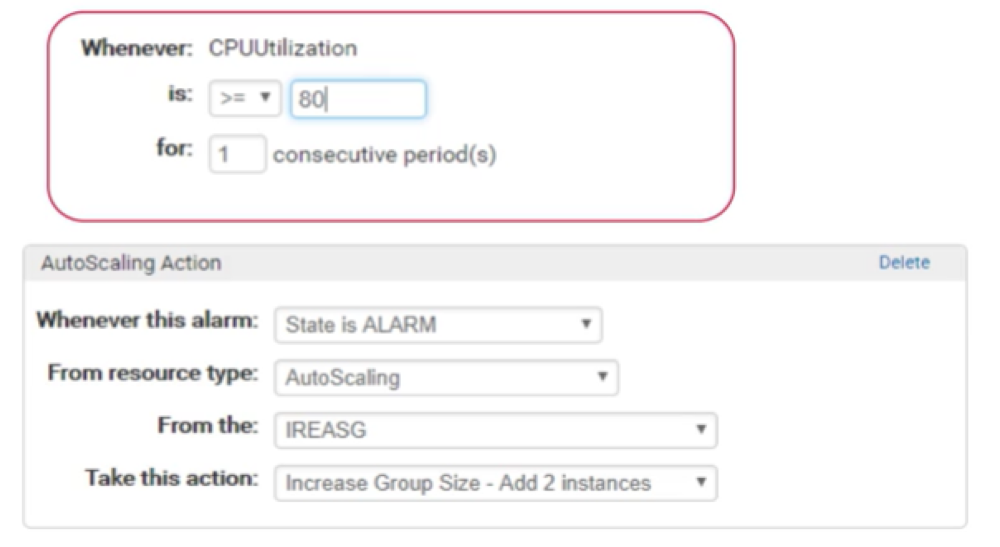 Whenever: CPUUtilization
is: >= 80
for: 1 consecutive period(s)
AutoScaling Action Delete
Whenever this alarm: State is ALARM
From resource type: AutoScaling
From the: IREASG
Take this action: Increase Group Size - Add 2 instances